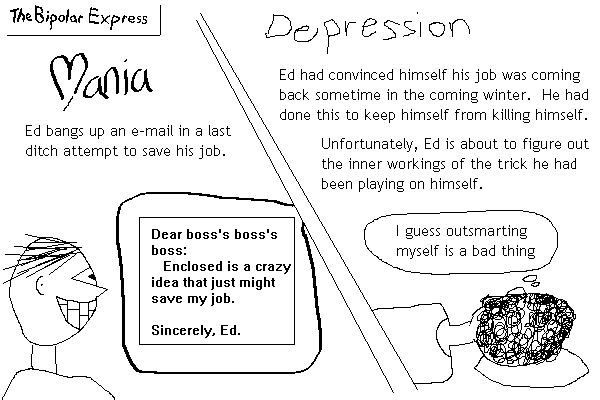 The Bipolar Express
Mania
Ed bangs up an e-mail in a last
ditch attempt to save his job.
Dear boss's boss's
boss:
Enclosed is a crazy
idea that just might
save my job.
Sincerely, Ed.
Depression
Ed had convinced himself his job was coming
back sometime in the coming winter. He had
done this to keep himself from killing himself.
Unfortunately, Ed is about to figure out
the inner workings of the trick he had
been playing on himself.
I guess outsmarting
myself is a bad thing